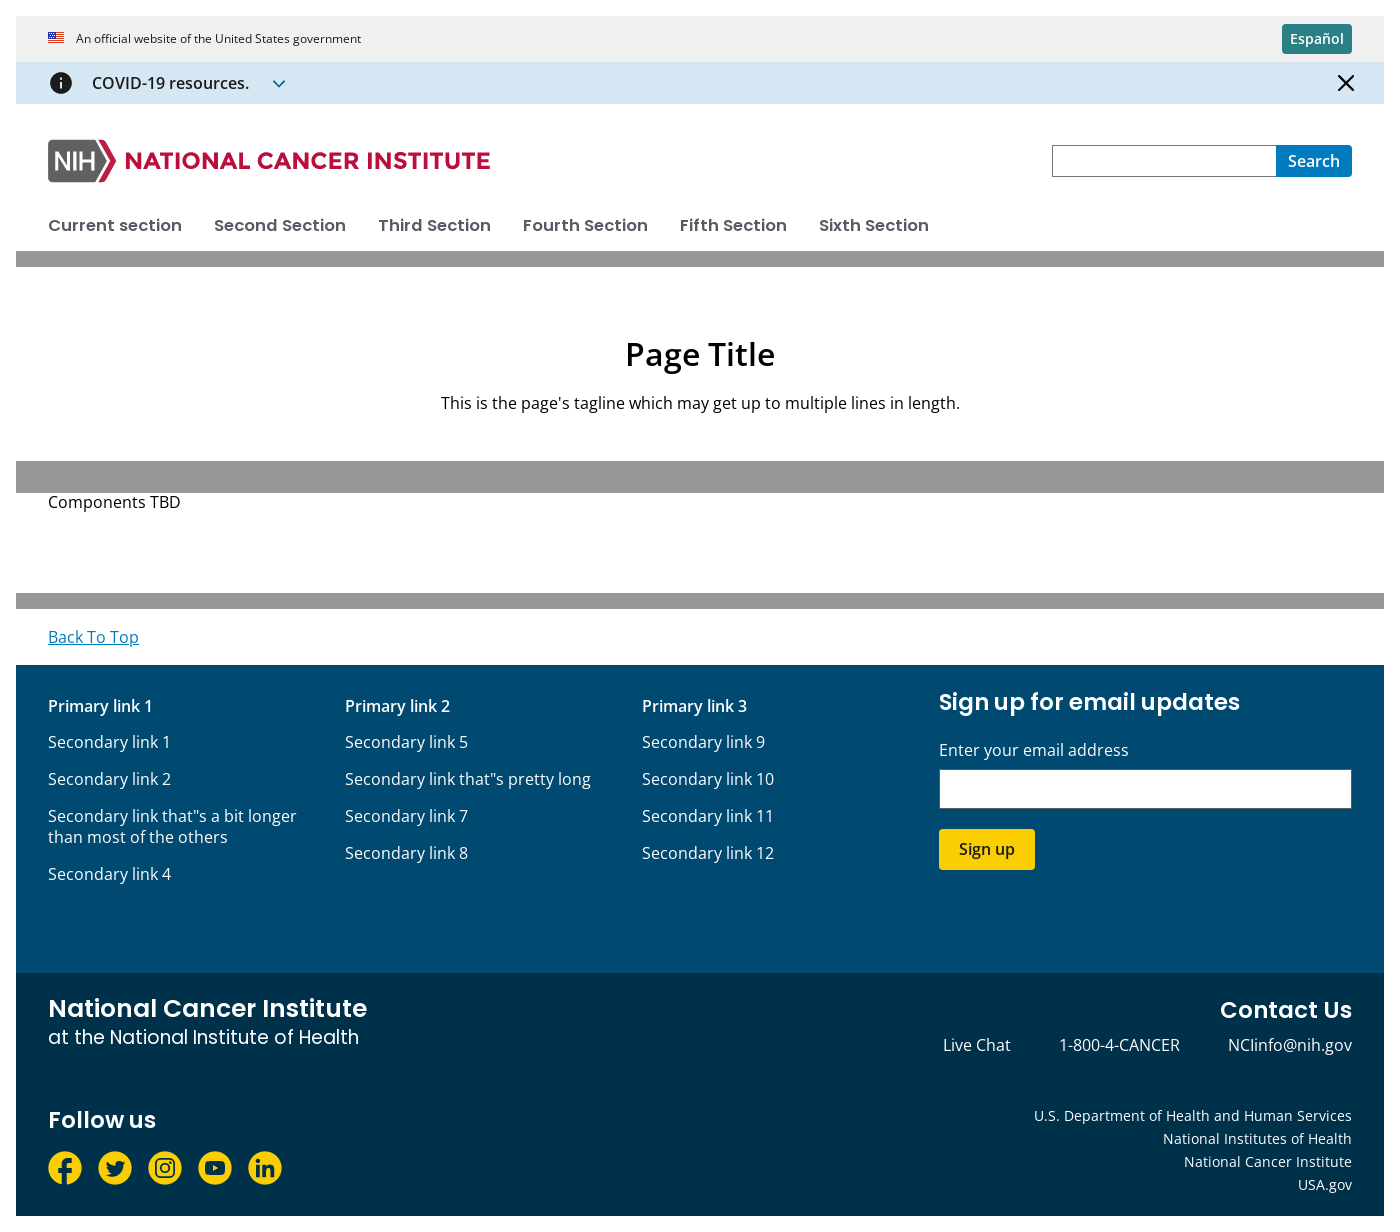 An official website of the United States government
Español
COVID-19 resources.
NIH NATIONAL CANCER INSTITUTE
Search
Current section
Second Section
Third Section
Fourth Section
Fifth Section
Sixth Section
Page Title
This is the page's tagline which may get up to multiple lines in length.
Components TBD
Back To Top
Primary link 1
Secondary link 1
Secondary link 2
Secondary link that"s a bit longer
than most of the others
Secondary link 4
Primary link 2
Secondary link 5
Secondary link that"s pretty long
Secondary link 7
Secondary link 8
Primary link 3
Secondary link 9
Secondary link 10
Secondary link 11
Secondary link 12
Sign up for email updates
Enter your email address
Sign up
National Cancer Institute
at the National Institute of Health
Contact Us
Live Chat
1-800-4-CANCER
NCIinfo@nih.gov
Follow us
U.S. Department of Health and Human Services
National Institutes of Health
National Cancer Institute
USA.gov